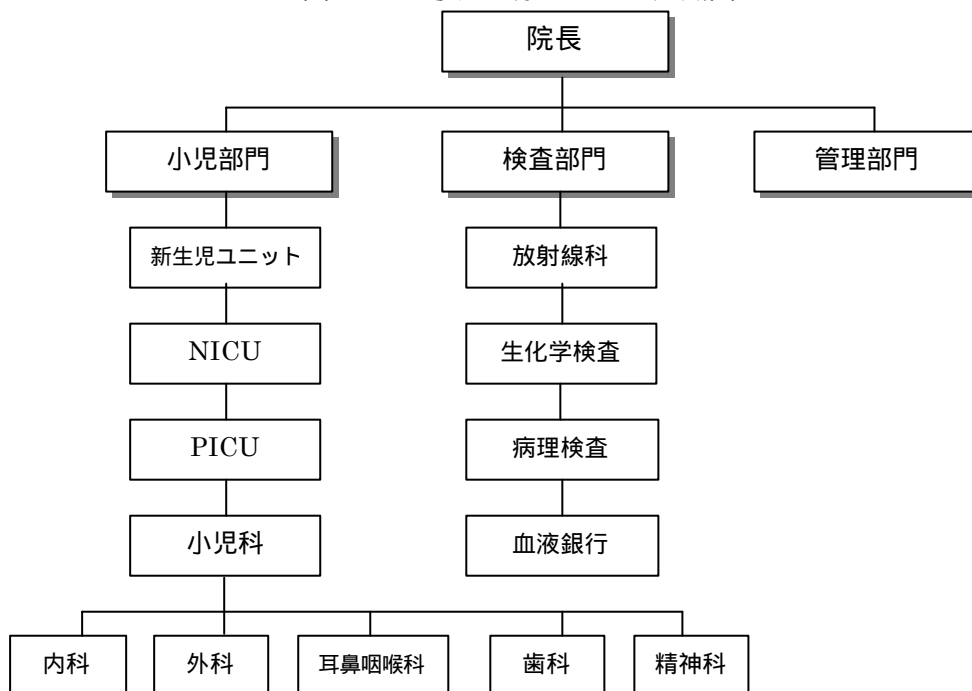 院長
小児部門
検査部門
管理部門
新生児ユニット
放射線科
NICU
生化学検査
PICU
病理検査
小児科
血液銀行
内科
外科
耳鼻咽喉科
歯科
精神科